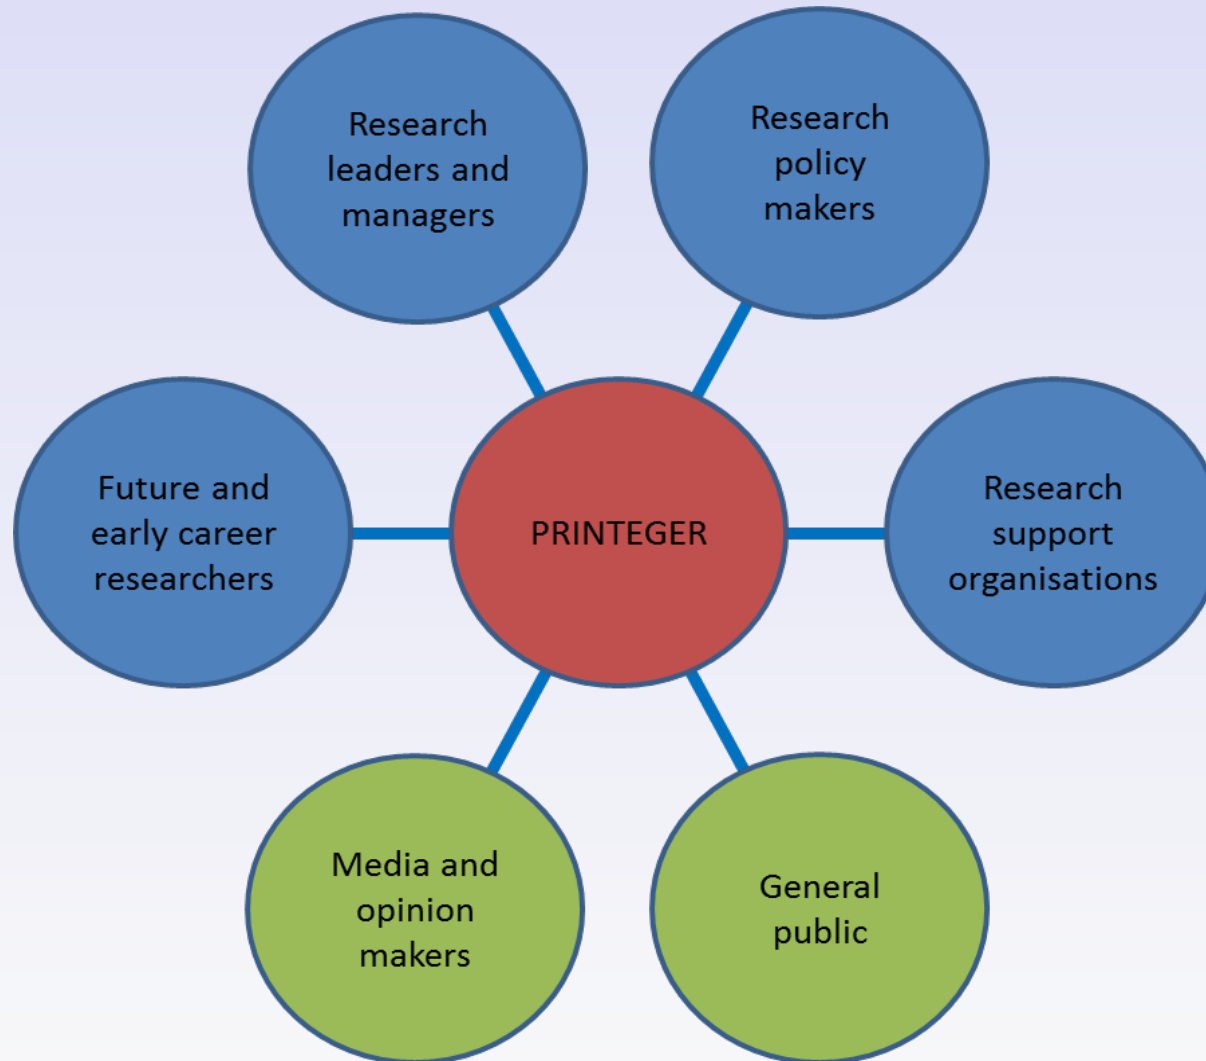 Research
leaders and
managers
Research
policy
makers
Future and
early career
researchers
PRINTEGER
Research
support
organisations
Media and
opinion
makers
General
public